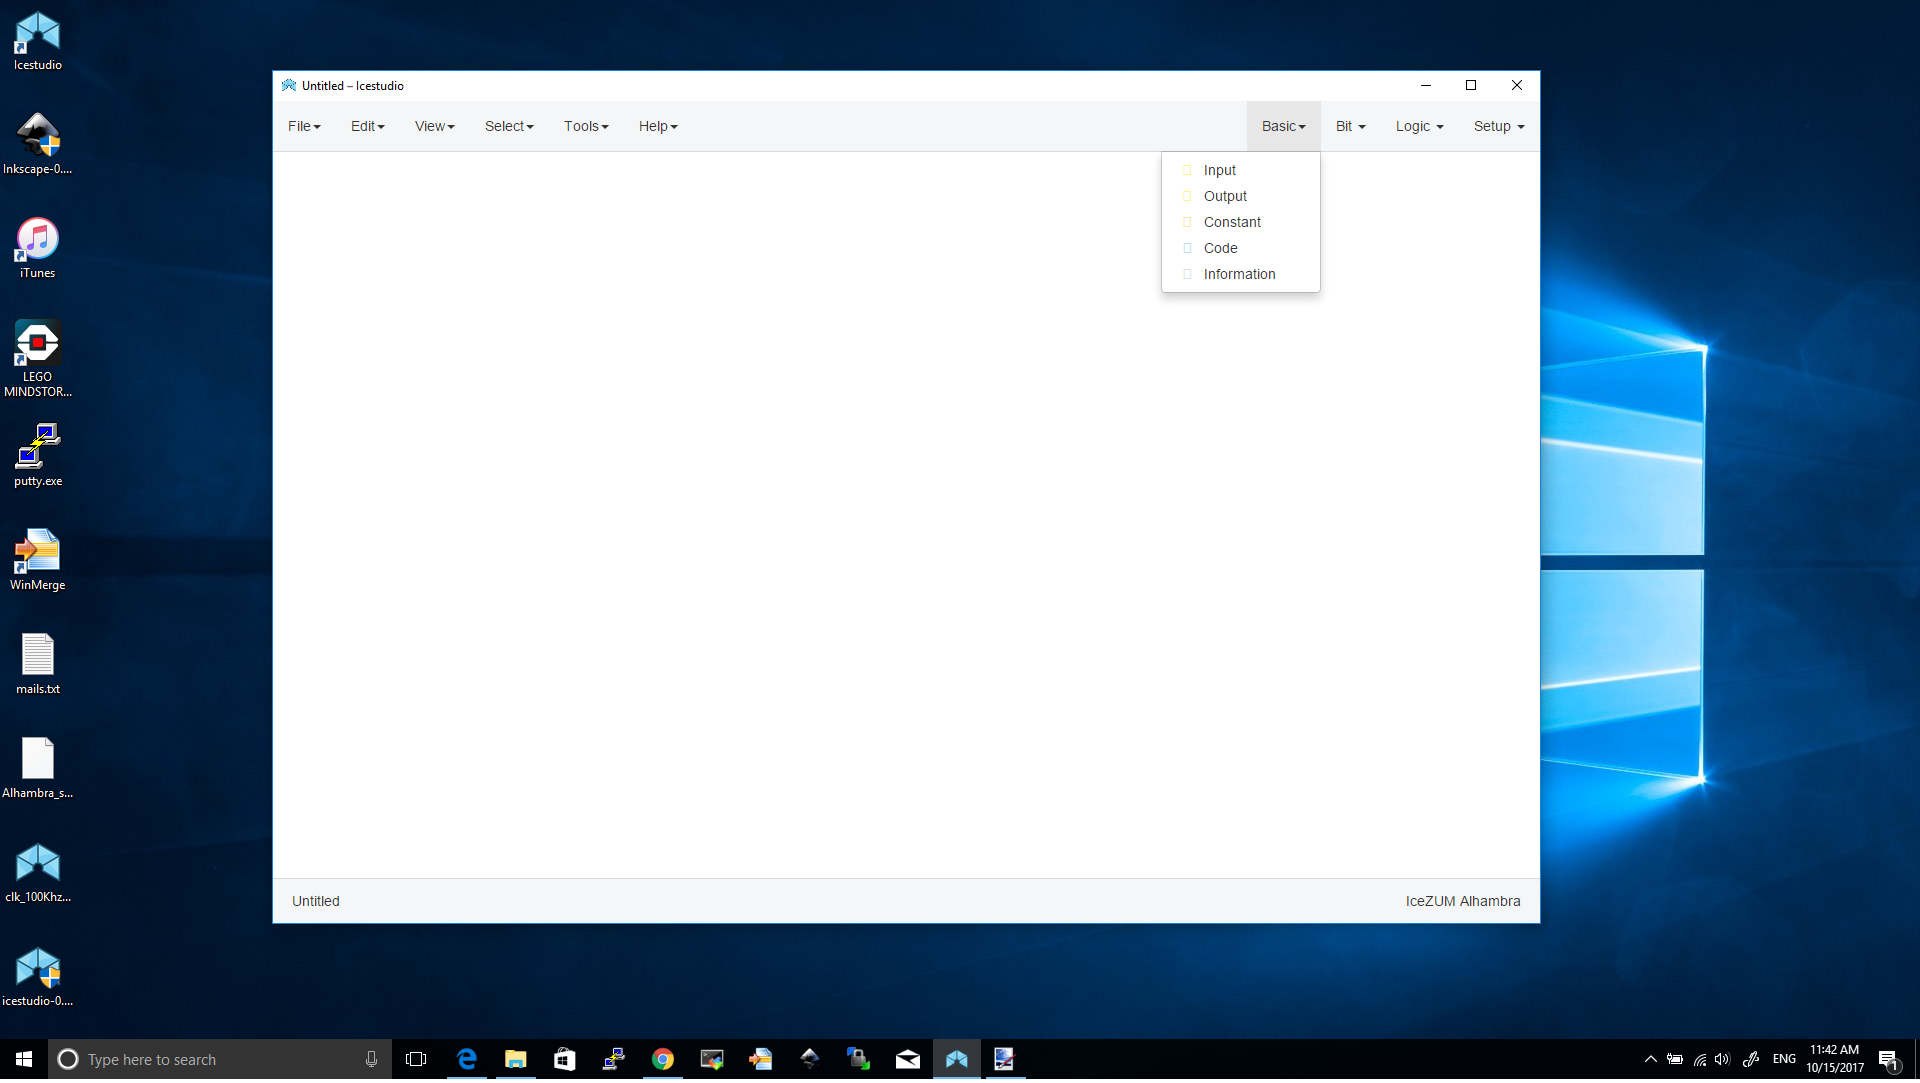 Icestudio
Inkscape-0....
iTunes
LEGO
MINDSTOR...
putty.exe
WinMerge
mails.txt
Alhambra_s...
clk_100Khz...
icestudio-0....
Untitled – Icestudio
File Edit View Select Tools Help Basic Bit Logic Setup
Input
Output
Constant
Code
Information
Untitled IceZUM Alhambra
Type here to search
ENG
11:42 AM
10/15/2017
1